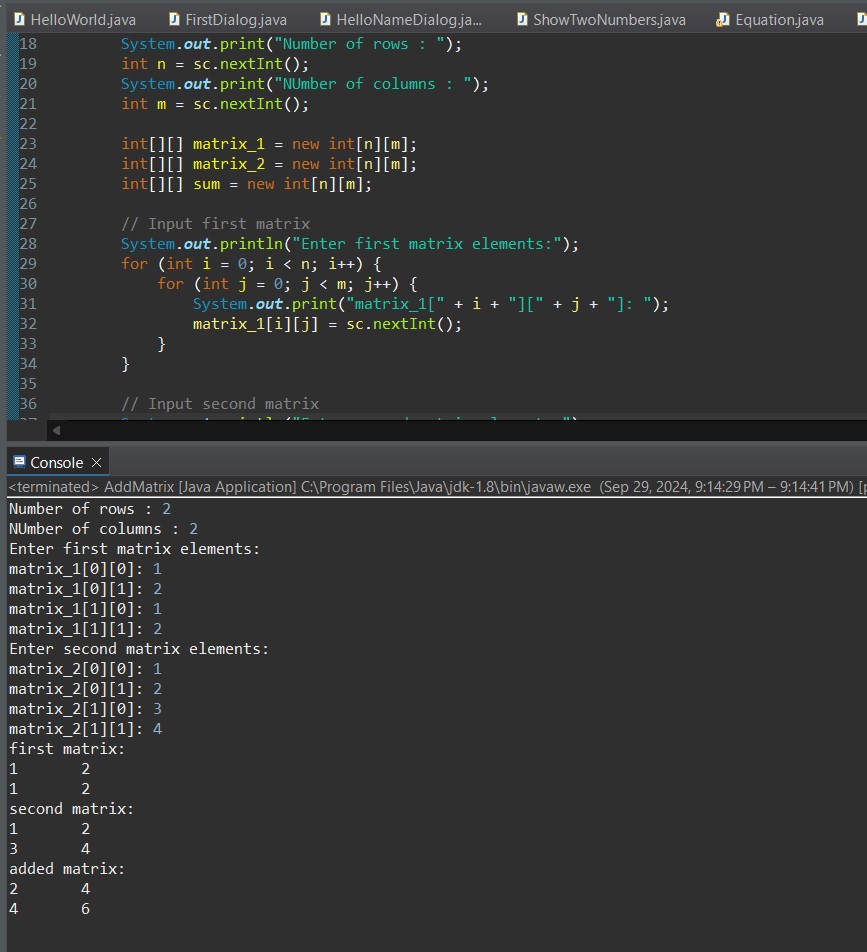 HelloWorld.java FirstDialog.java HelloNameDialog.ja... ShowTwoNumbers.java Equation.java
18 System.out.print("Number of rows : ");
19 int n = sc.nextInt();
20 System.out.print("NUmber of columns : ");
21 int m = sc.nextInt();
22
23 int[][] matrix_1 = new int[n][m];
24 int[][] matrix_2 = new int[n][m];
25 int[][] sum = new int[n][m];
26
27 // Input first matrix
28 System.out.println("Enter first matrix elements:");
29 for (int i = 0; i < n; i++) {
30 for (int j = 0; j < m; j++) {
31 System.out.print("matrix_1[" + i + "][" + j + "]: ");
32 matrix_1[i][j] = sc.nextInt();
33 }
34 }
35
36 // Input second matrix
Console
<terminated> AddMatrix [Java Application] C:\Program Files\Java\jdk-1.8\bin\javaw.exe (Sep 29, 2024, 9:14:29 PM – 9:14:41 PM) [p
Number of rows : 2
NUmber of columns : 2
Enter first matrix elements:
matrix_1[0][0]: 1
matrix_1[0][1]: 2
matrix_1[1][0]: 1
matrix_1[1][1]: 2
Enter second matrix elements:
matrix_2[0][0]: 1
matrix_2[0][1]: 2
matrix_2[1][0]: 3
matrix_2[1][1]: 4
first matrix:
1 2
1 2
second matrix:
1 2
3 4
added matrix:
2 4
4 6